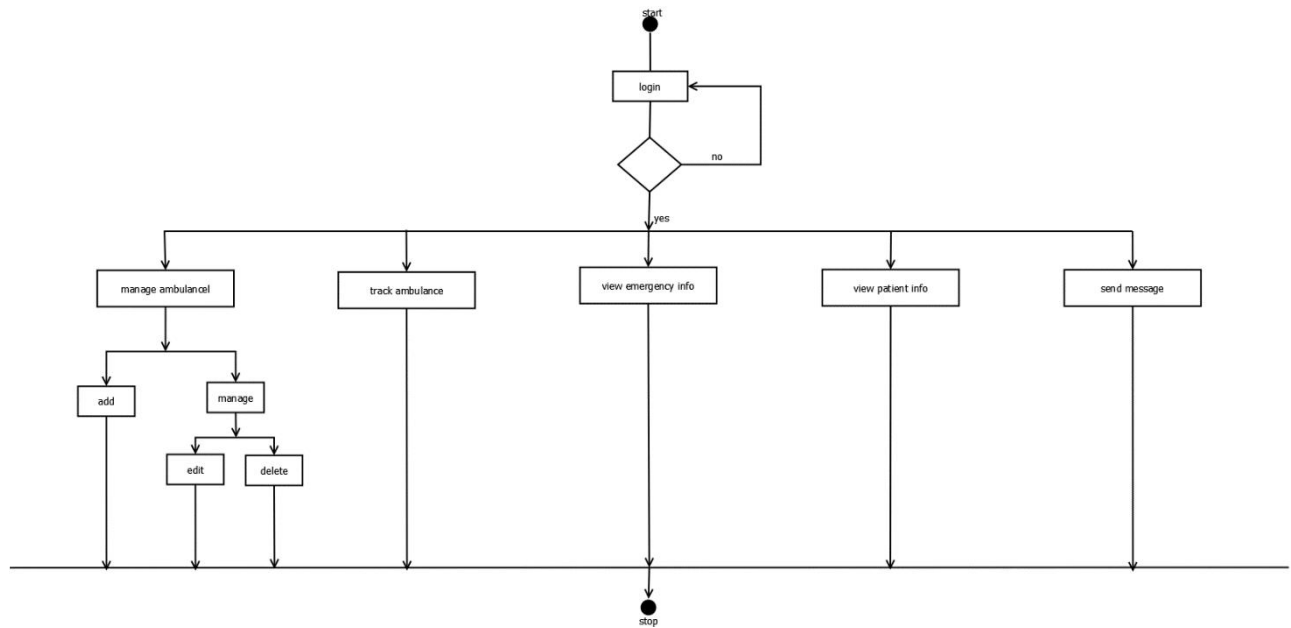 start
login
no
yes
manage ambulancel
track ambulance
view emergency info
view patient info
send message
add
manage
edit
delete
stop